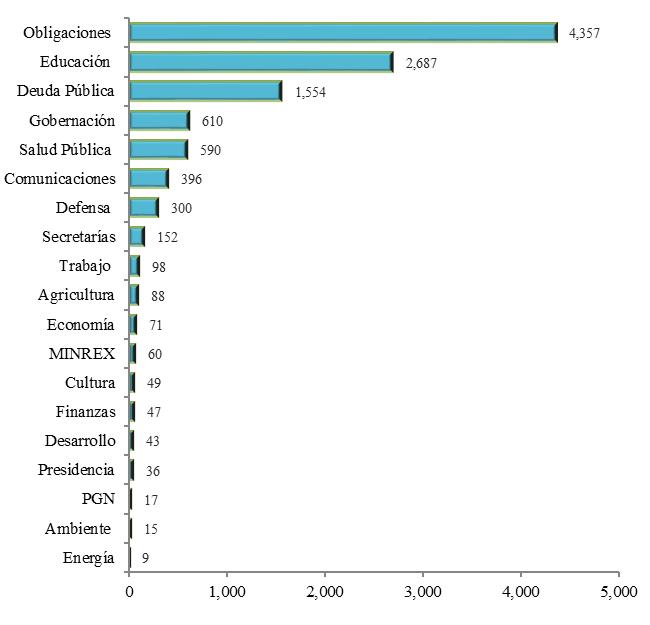 Obligaciones 4,357
Educación 2,687
Deuda Pública 1,554
Gobernación 610
Salud Pública 590
Comunicaciones 396
Defensa 300
Secretarías 152
Trabajo 98
Agricultura 88
Economía 71
MINREX 60
Cultura 49
Finanzas 47
Desarrollo 43
Presidencia 36
PGN 17
Ambiente 15
Energía 9
0 1,000 2,000 3,000 4,000 5,000